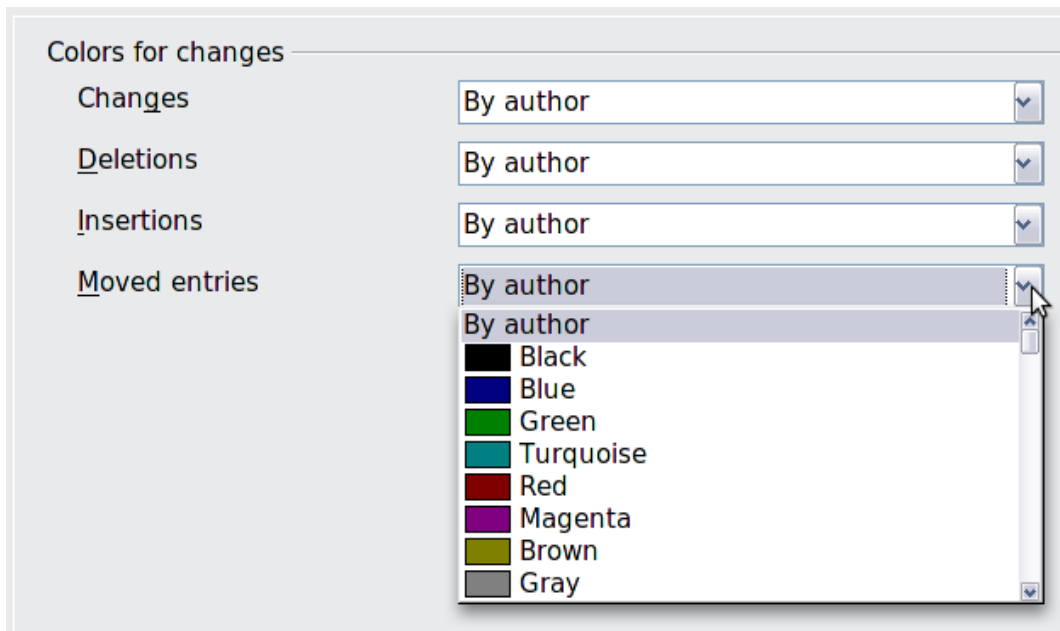 Colors for changes
Changes By author
Deletions By author
Insertions By author
Moved entries By author
By author
Black
Blue
Green
Turquoise
Red
Magenta
Brown
Gray